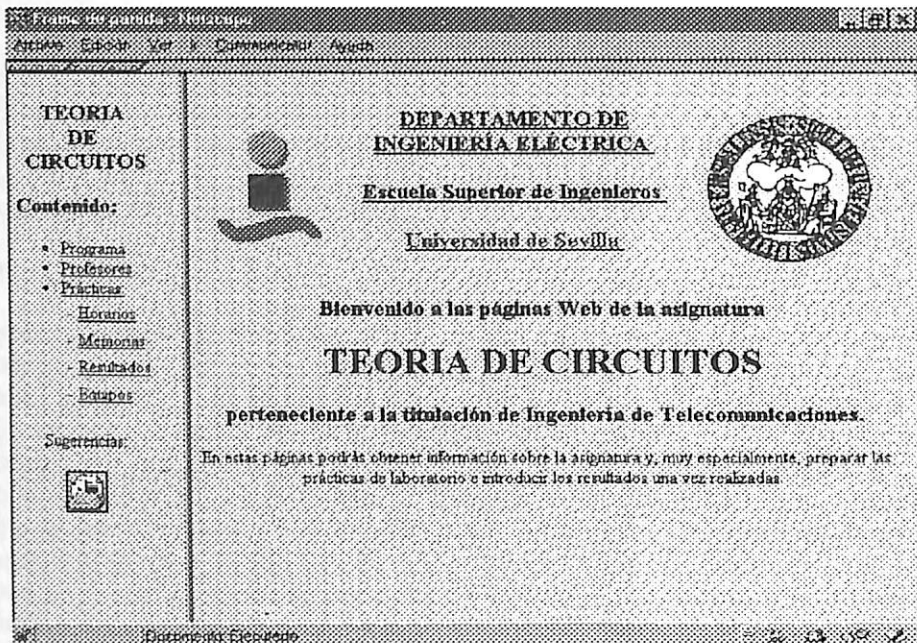 Frame de partida - Netscape
Archivo Edición Ver Ir Communicator Ayuda
TEORIA
DE
CIRCUITOS
Contenido:
• Programa
• Profesores
• Prácticas
- Horarios
- Memorias
- Resultados
- Equipos
Sugerencias:
DEPARTAMENTO DE
INGENIERÍA ELÉCTRICA
Escuela Superior de Ingenieros
Universidad de Sevilla
Bienvenido a las páginas Web de la asignatura
TEORIA DE CIRCUITOS
perteneciente a la titulación de Ingeniería de Telecomunicaciones.
En estas páginas podrás obtener información sobre la asignatura y, muy especialmente, preparar las
prácticas de laboratorio e introducir los resultados una vez realizadas.
Documento: Ejecutado